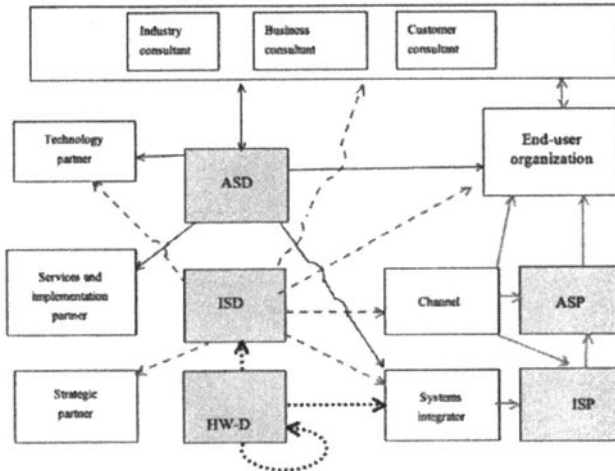 Industry
consultant
Business
consultant
Customer
consultant
Technology
partner
ASD
End-user
organization
Services and
implementation
partner
ISD
Channel
ASP
Strategic
partner
HW-D
Systems
integrator
ISP